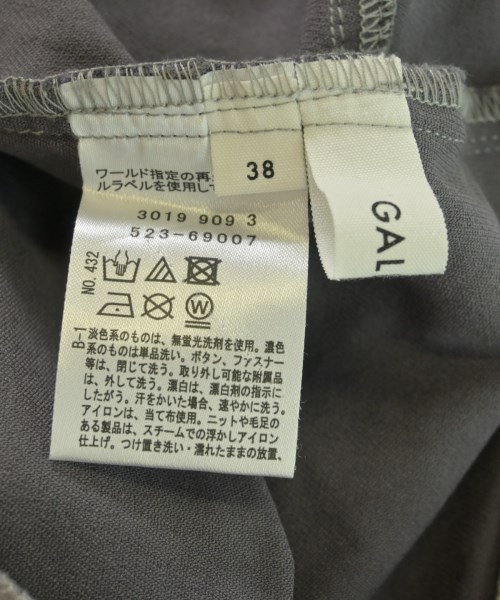 ワールド指定の再
ルラベルを使用して
38
GAL
3019 909 3
523-69007
NO. 432
W
B-1
淡色系のものは、無蛍光洗剤を使用。濃色
系のものは単品洗い。ボタン、ファスナー
等は、閉じて洗う。取り外し可能な附属品
は、外して洗う。漂白は、漂白剤の指示に
したがう。汗をかいた場合、速やかに洗う。
アイロンは、当て布使用。ニットや毛足の
ある製品は、スチームでの浮かしアイロン
仕上げ。つけ置き洗い・濡れたままの放置、